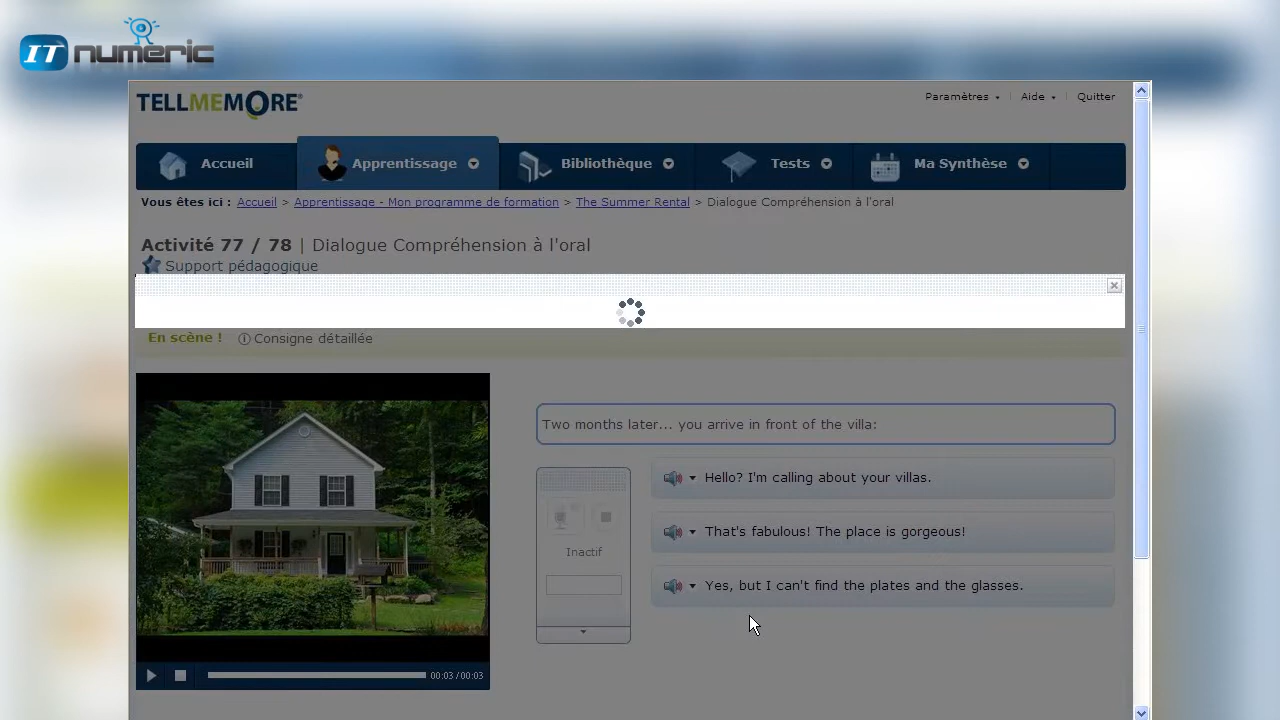 IT numeric
TELLMEMORE®
Paramètres
Aide
Quitter
Accueil
Apprentissage
Bibliothèque
Tests
Ma Synthèse
Vous êtes ici : Accueil > Apprentissage - Mon programme de formation > The Summer Rental > Dialogue Compréhension à l'oral
Activité 77 / 78 | Dialogue Compréhension à l'oral
Support pédagogique
En scène ! Consigne détaillée
Two months later... you arrive in front of the villa:
Hello? I'm calling about your villas.
That's fabulous! The place is gorgeous!
Inactif
Yes, but I can't find the plates and the glasses.
00:03/00:03